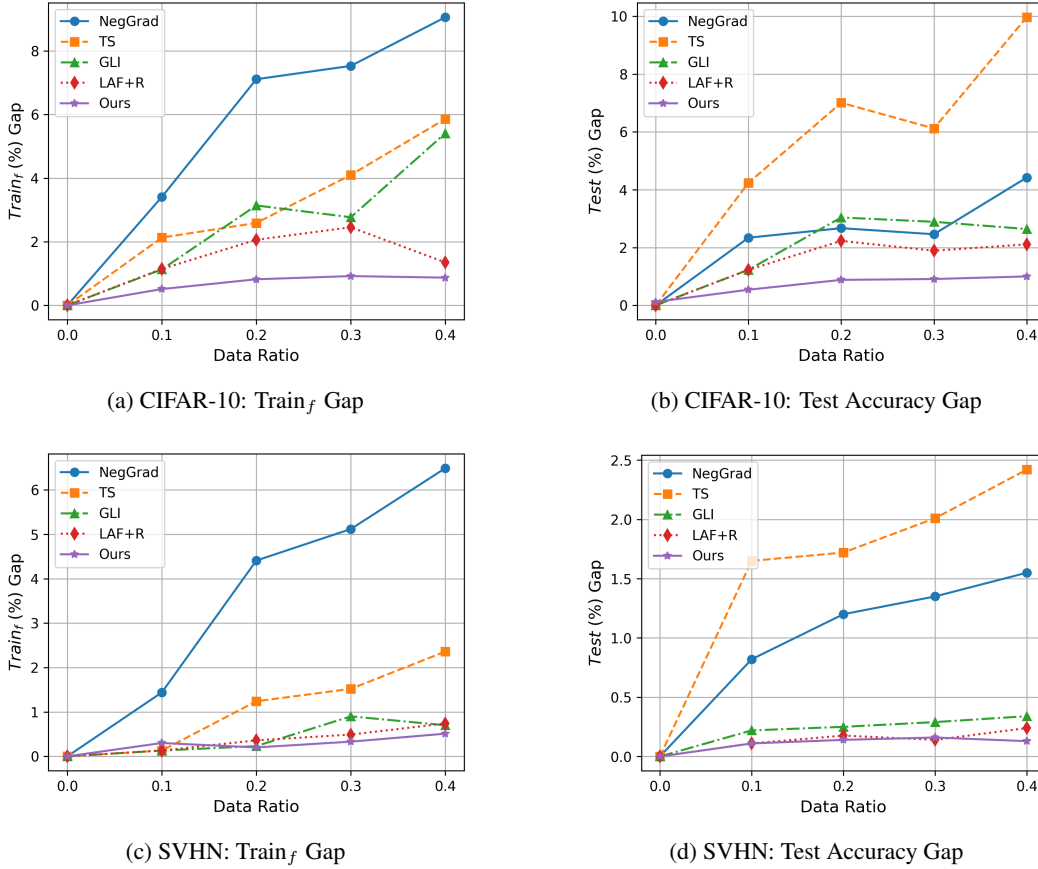 NegGrad
TS
GLI
LAF+R
Ours
8
6
4
2
0
Train_f (%) Gap
0.0 0.1 0.2 0.3 0.4
Data Ratio
(a) CIFAR-10: Train_f Gap
NegGrad
TS
GLI
LAF+R
Ours
10
8
6
4
2
0
Test (%) Gap
0.0 0.1 0.2 0.3 0.4
Data Ratio
(b) CIFAR-10: Test Accuracy Gap
NegGrad
TS
GLI
LAF+R
Ours
6
5
4
3
2
1
0
Train_f (%) Gap
0.0 0.1 0.2 0.3 0.4
Data Ratio
(c) SVHN: Train_f Gap
NegGrad
TS
GLI
LAF+R
Ours
2.5
2.0
1.5
1.0
0.5
0.0
Test (%) Gap
0.0 0.1 0.2 0.3 0.4
Data Ratio
(d) SVHN: Test Accuracy Gap